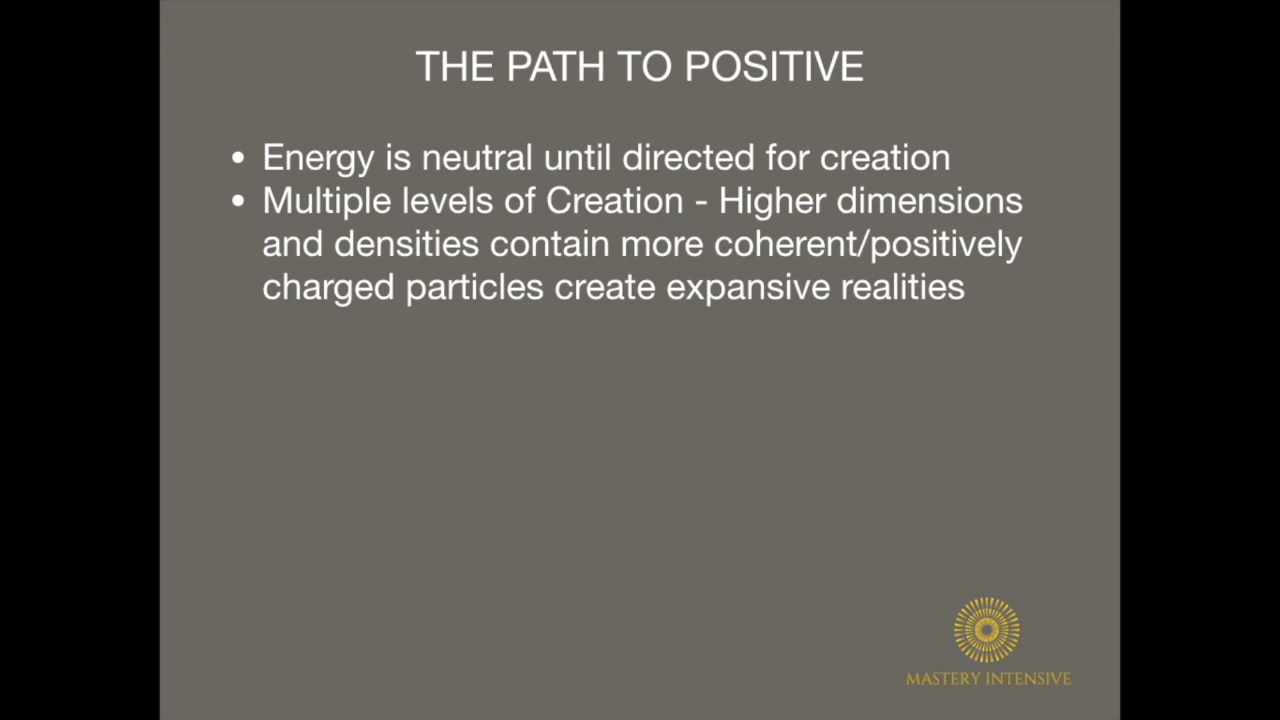 THE PATH TO POSITIVE
• Energy is neutral until directed for creation
• Multiple levels of Creation - Higher dimensions
and densities contain more coherent/positively
charged particles create expansive realities
MASTERY INTENSIVE